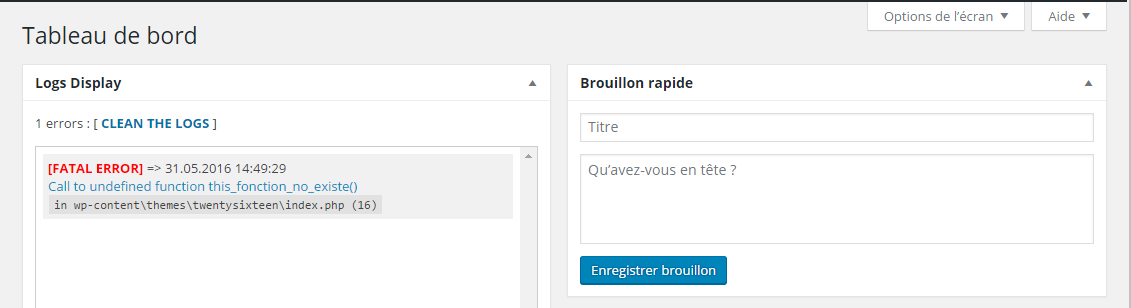 Options de l’écran
Aide
Tableau de bord
Logs Display
1 errors : [ CLEAN THE LOGS ]
[FATAL ERROR] => 31.05.2016 14:49:29
Call to undefined function this_fonction_no_existe()
in wp-content\themes\twentysixteen\index.php (16)
Brouillon rapide
Titre
Qu’avez-vous en tête ?
Enregistrer brouillon